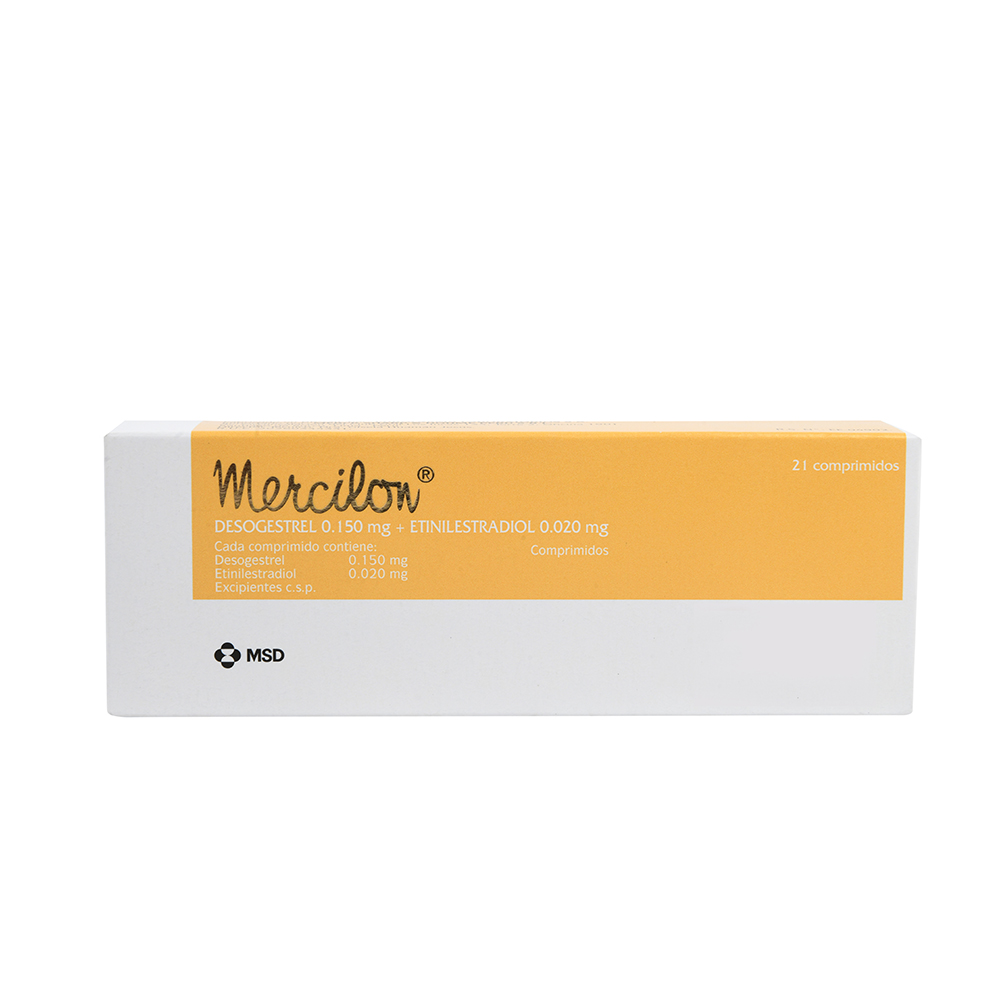 Mercilon®
21 comprimidos
DESOGESTREL 0.150 mg + ETINILESTRADIOL 0.020 mg
Cada comprimido contiene:
Comprimidos
Desogestrel 0.150 mg
Etinilestradiol 0.020 mg
Excipientes c.s.p.
MSD